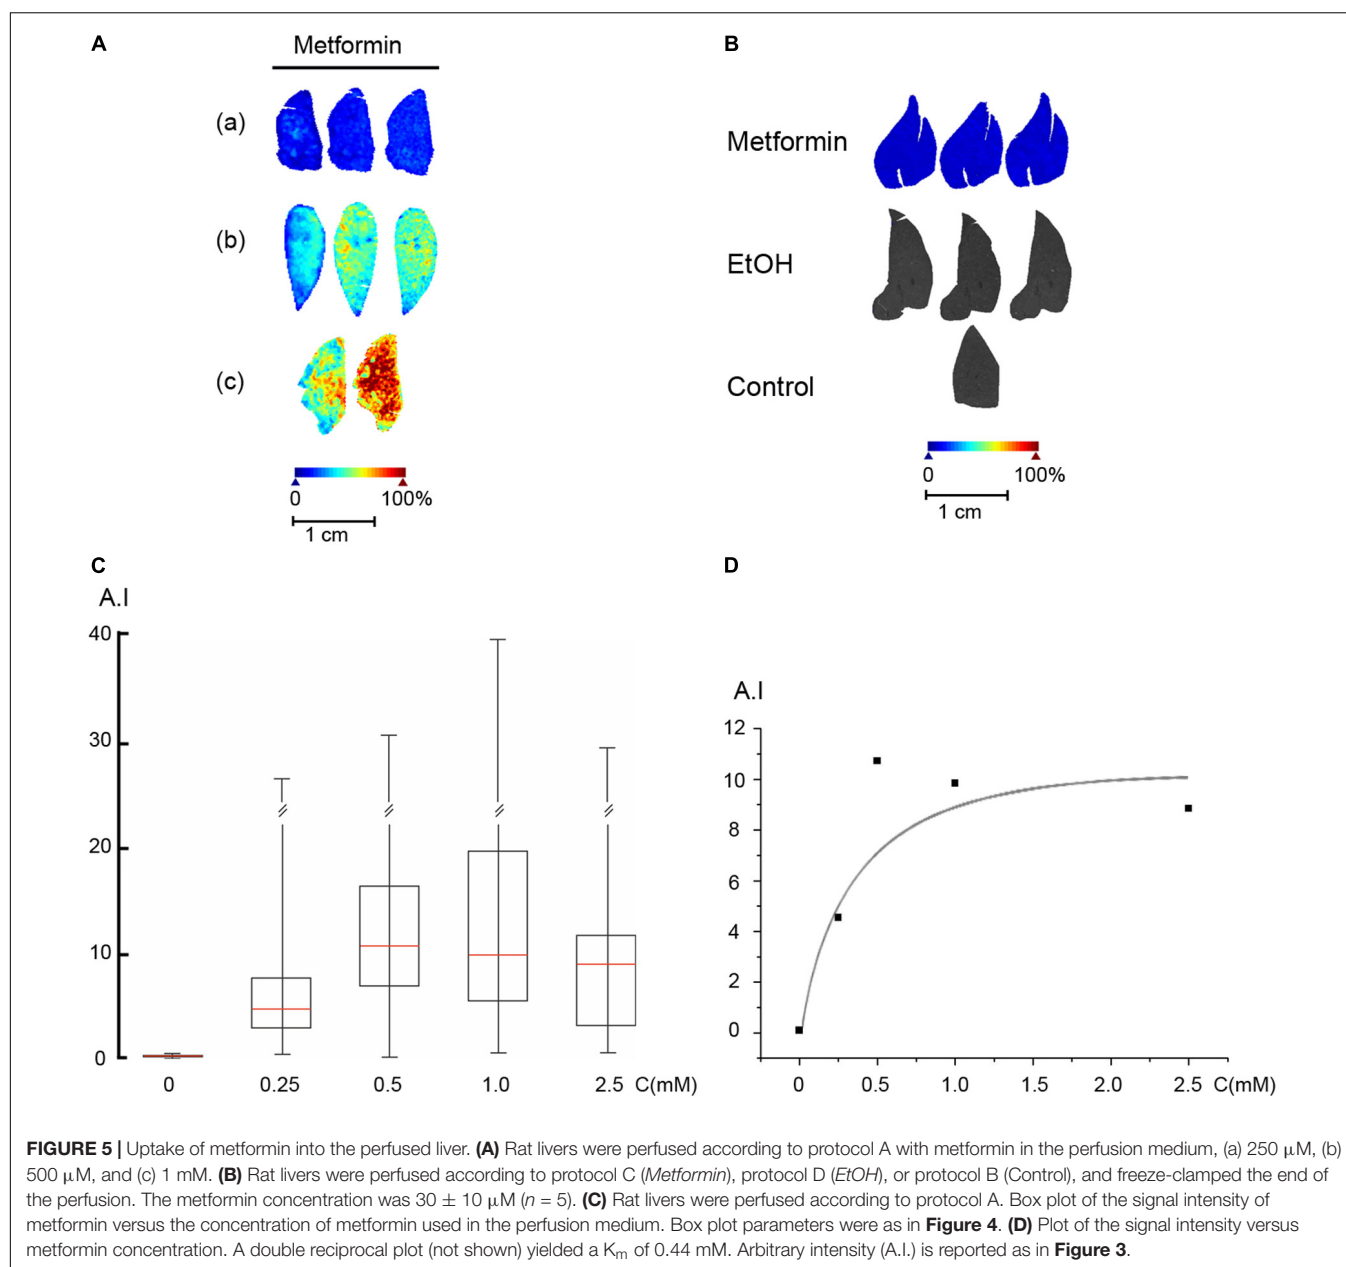 A
Metformin
(a)
(b)
(c)
0 100%
1 cm
B
Metformin
EtOH
Control
0 100%
1 cm
C
A.I
40
30
20
10
0
0 0.25 0.5 1.0 2.5 C(mM)
D
A.I
12
10
8
6
4
2
0
0 0.5 1.0 1.5 2.0 2.5 C(mM)
FIGURE 5 | Uptake of metformin into the perfused liver. (A) Rat livers were perfused according to protocol A with metformin in the perfusion medium, (a) 250 μM, (b)
500 μM, and (c) 1 mM. (B) Rat livers were perfused according to protocol C (Metformin), protocol D (EtOH), or protocol B (Control), and freeze-clamped the end of
the perfusion. The metformin concentration was 30 ± 10 μM (n = 5). (C) Rat livers were perfused according to protocol A. Box plot of the signal intensity of
metformin versus the concentration of metformin used in the perfusion medium. Box plot parameters were as in Figure 4. (D) Plot of the signal intensity versus
metformin concentration. A double reciprocal plot (not shown) yielded a Km of 0.44 mM. Arbitrary intensity (A.I.) is reported as in Figure 3.